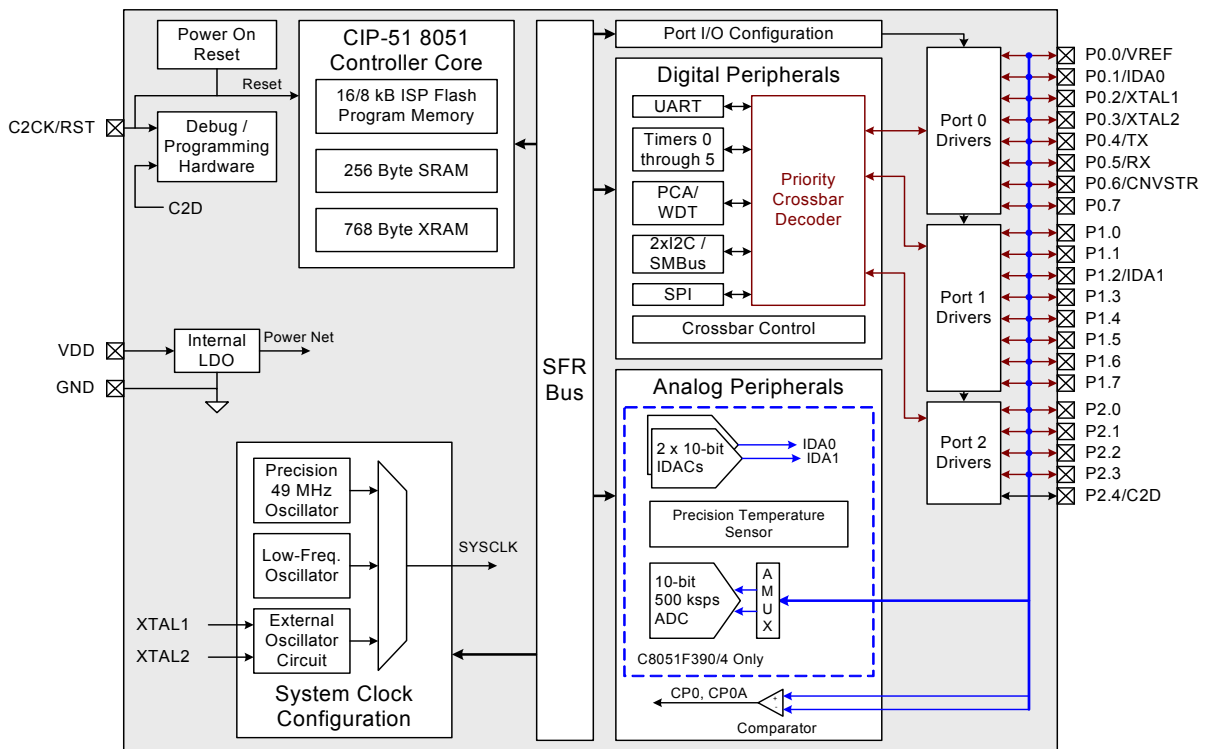 Power On
Reset
Reset
C2CK/RST
Debug /
Programming
Hardware
C2D
CIP-51 8051
Controller Core
16/8 kB ISP Flash
Program Memory
256 Byte SRAM
768 Byte XRAM
VDD
GND
Internal
LDO
Power Net
Precision
49 MHz
Oscillator
Low-Freq.
Oscillator
External
Oscillator
Circuit
XTAL1
XTAL2
SYSCLK
System Clock
Configuration
SFR
Bus
Port I/O Configuration
Digital Peripherals
UART
Timers 0
through 5
PCA/
WDT
2xI2C /
SMBus
SPI
Priority
Crossbar
Decoder
Crossbar Control
Analog Peripherals
2 x 10-bit
IDACs
IDA0
IDA1
Precision Temperature
Sensor
10-bit
500 ksps
ADC
A
M
U
X
C8051F390/4 Only
CP0, CP0A
+
-
Comparator
Port 0
Drivers
Port 1
Drivers
Port 2
Drivers
P0.0/VREF
P0.1/IDA0
P0.2/XTAL1
P0.3/XTAL2
P0.4/TX
P0.5/RX
P0.6/CNVSTR
P0.7
P1.0
P1.1
P1.2/IDA1
P1.3
P1.4
P1.5
P1.6
P1.7
P2.0
P2.1
P2.2
P2.3
P2.4/C2D